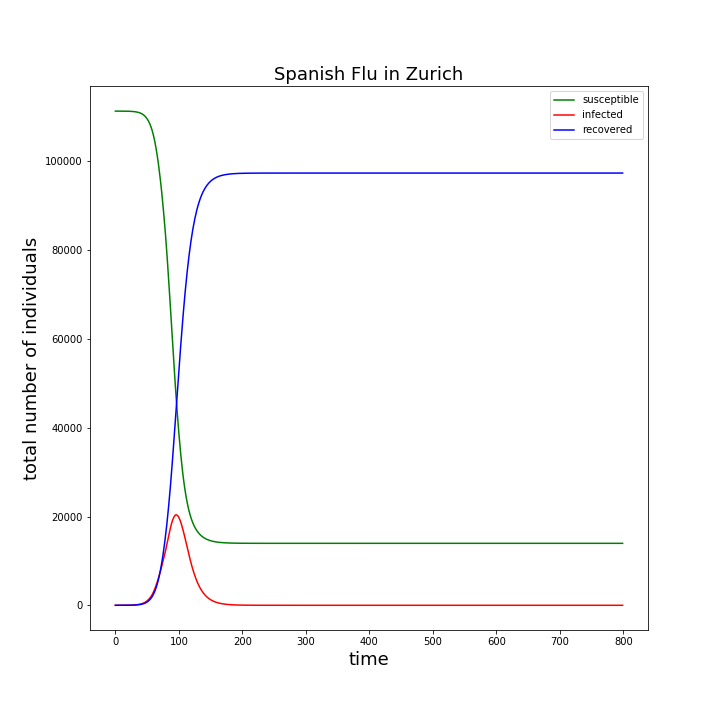 Spanish Flu in Zurich
susceptible
infected
recovered
total number of individuals
100000
80000
60000
40000
20000
0
0 100 200 300 400 500 600 700 800
time